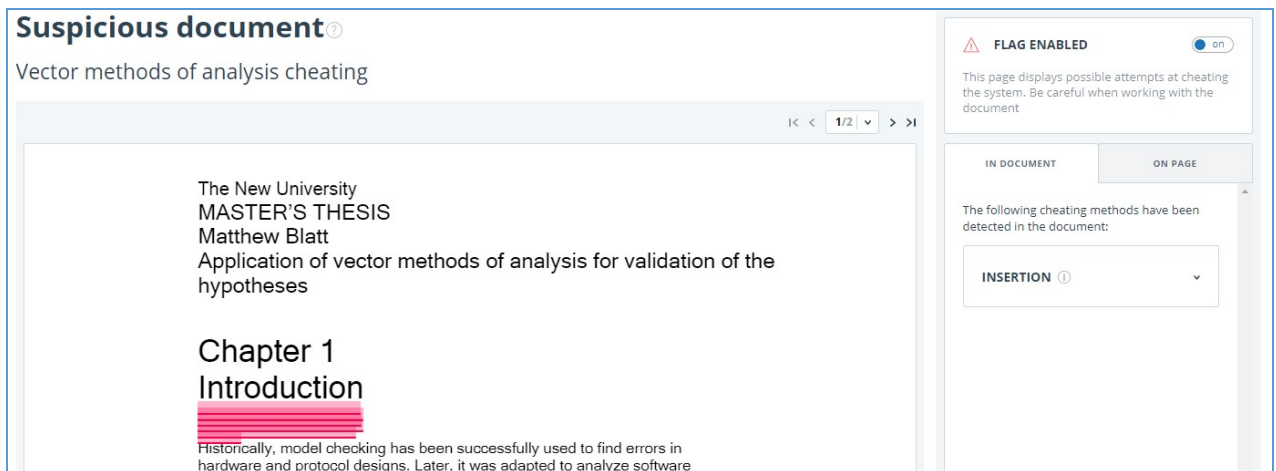 Suspicious document
Vector methods of analysis cheating
1/2
The New University
MASTER'S THESIS
Matthew Blatt
Application of vector methods of analysis for validation of the
hypotheses
Chapter 1
Introduction
Historically, model checking has been successfully used to find errors in
hardware and protocol designs. Later, it was adapted to analyze software
FLAG ENABLED
on
This page displays possible attempts at cheating
the system. Be careful when working with the
document
IN DOCUMENT
ON PAGE
The following cheating methods have been
detected in the document:
INSERTION